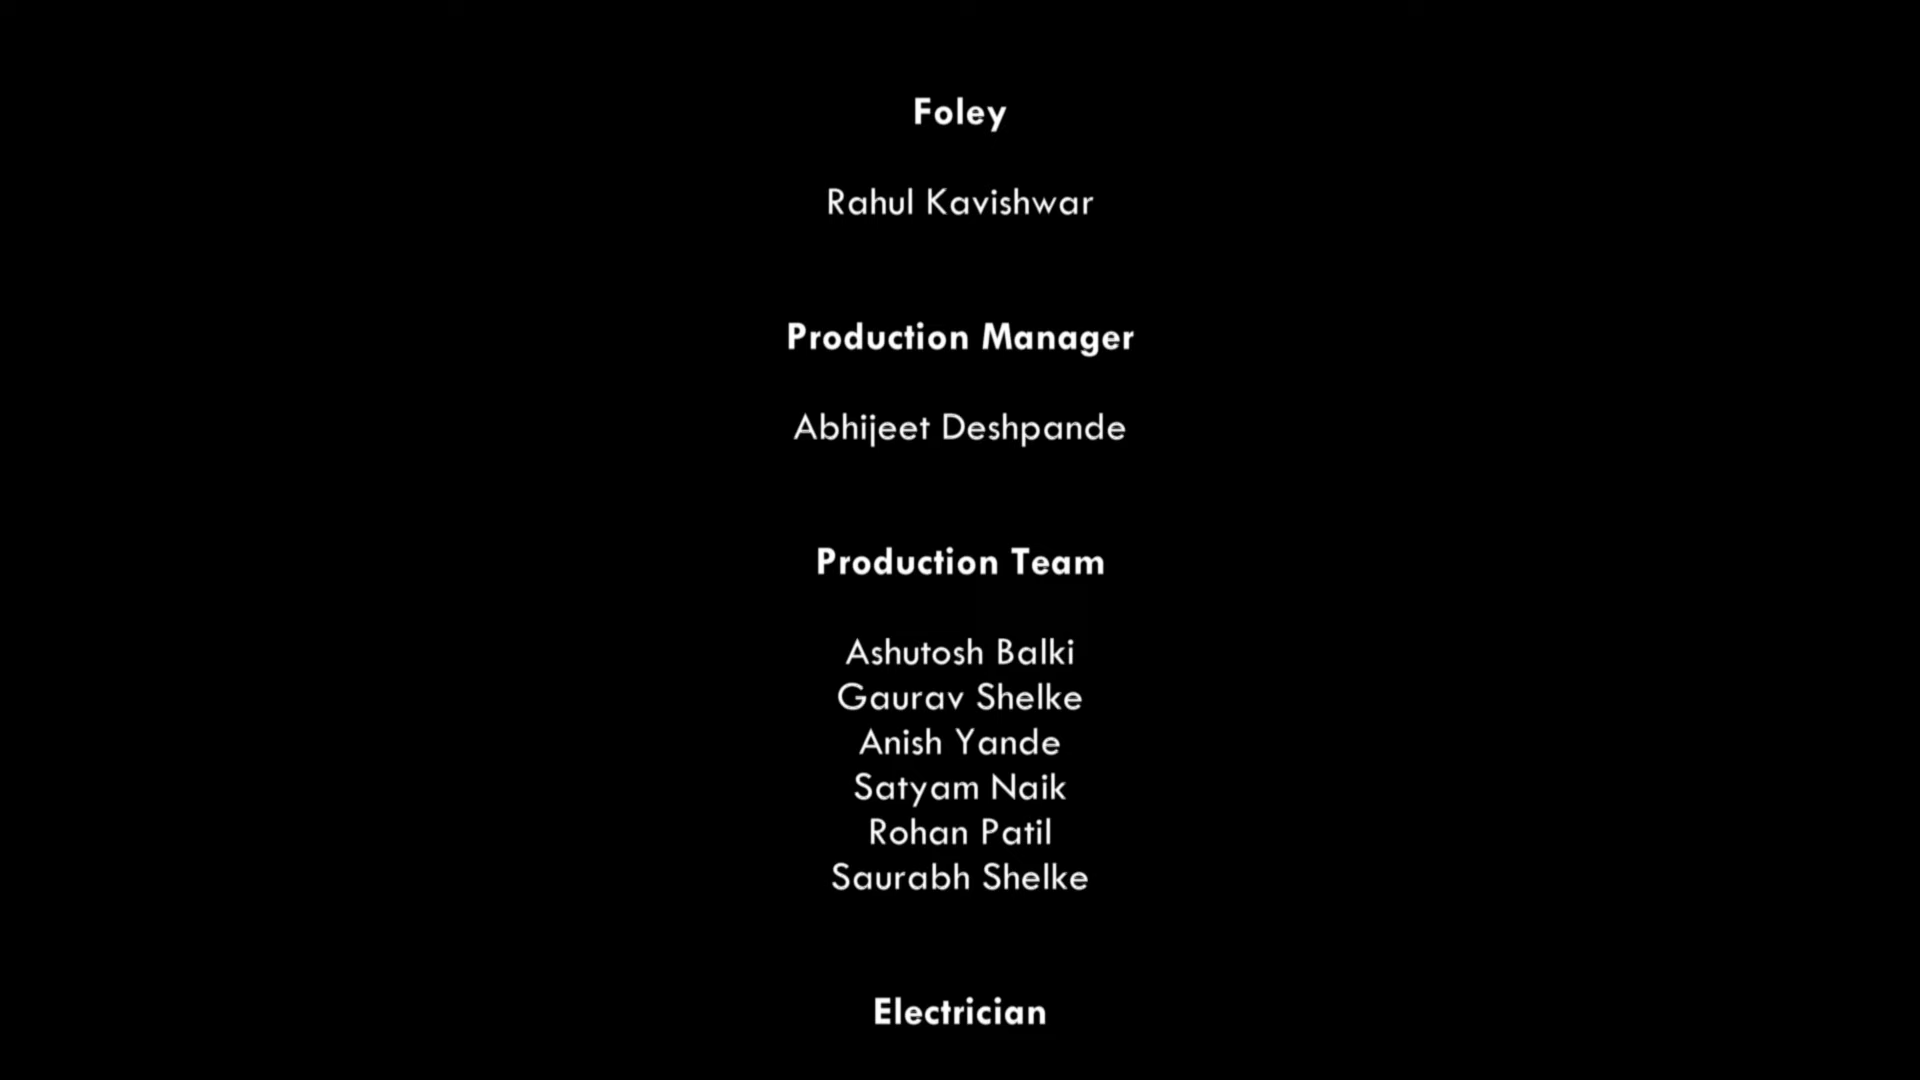 Foley
Rahul Kavishwar
Production Manager
Abhijeet Deshpande
Production Team
Ashutosh Balki
Gaurav Shelke
Anish Yande
Satyam Naik
Rohan Patil
Saurabh Shelke
Electrician